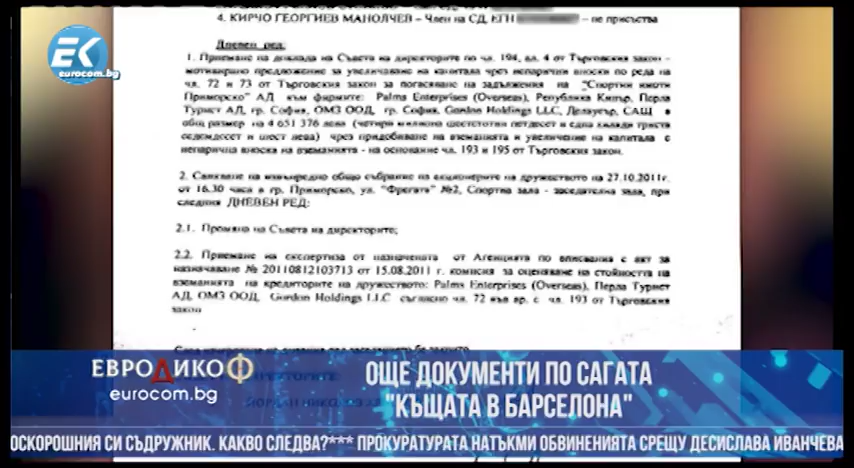 4. КИРЧО ГЕОРГИЕВ МАНОЛЧЕВ – Член на СД, ЕГН – не присъства
Дневен ред:
1. Приемане на доклада на Съвета на директорите по чл. 194, ал. 4 от Търговския закон -
мотивирано предложение за увеличаване на капитала чрез непарични вноски по реда на
чл. 72 и 73 от Търговския закон за погасяване на задължения на "Спортни имоти
Приморско" АД към фирмите: Palms Enterprises (Overseas), Република Кипър, Перла
Турист АД, гр. София, ОМЗ ООД, гр. София, Gordon Holdings LLC, Делауеър, САЩ в
общ размер на 4 651 376 лева (четири милиона шестстотин петдесет и една хиляди триста
седемдесет и шест лева) чрез придобиване на вземанията и увеличение на капитала с
непарична вноска на вземанията - на основание чл. 193 и 195 от Търговския закон.
2. Свикване на извънредно общо събрание на акционерите на дружеството на 27.10.2011г
от 16.30 часа в гр. Приморско, ул. "Фрегата" №2, Спортна зала - заседателна зала, при
следния ДНЕВЕН РЕД:
2.1. Промяна на Съвета на директорите;
2.2. Приемане на експертиза от назначената от Агенцията по вписвания с акт за
назначаване № 20110812103713 от 15.08.2011 г. комисия за оценяване на стойността на
вземанията на кредиторите на дружеството: Palms Enterprises (Overseas), Перла Турист
АД, ОМЗ ООД, Gordon Holdings LLC съгласно чл. 72 във вр. с чл. 193 от Търговския
закон
EK
eurocom.bg
ЕВРОДИКОФ
eurocom.bg
ОЩЕ ДОКУМЕНТИ ПО САГАТА
"КЪЩАТА В БАРСЕЛОНА"
ОСКОРОШНИЯ СИ СЪДРУЖНИК. КАКВО СЛЕДВА?*** ПРОКУРАТУРАТА НАТЪКМИ ОБВИНЕНИЯТА СРЕЩУ ДЕСИСЛАВА ИВАНЧЕВА